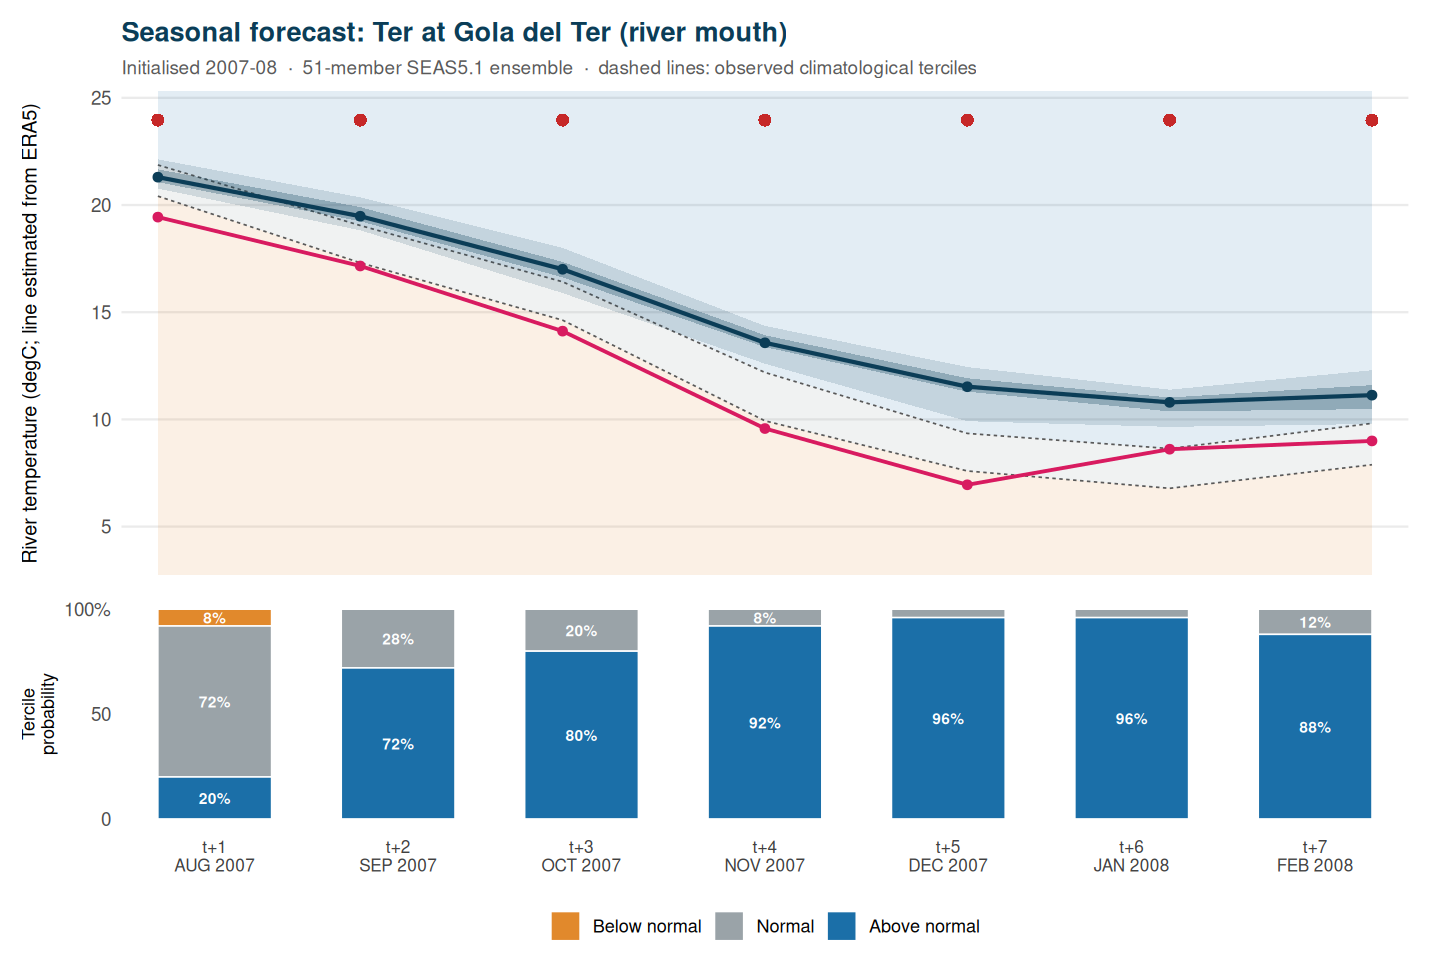 Seasonal forecast: Ter at Gola del Ter (river mouth)
Initialised 2007-08 · 51-member SEAS5.1 ensemble · dashed lines: observed climatological terciles
River temperature (degC; line estimated from ERA5)
25
20
15
10
5
Tercile
probability
100%
50
0
8%
72%
20%
28%
72%
20%
80%
8%
92%
96%
96%
12%
88%
t+1
AUG 2007
t+2
SEP 2007
t+3
OCT 2007
t+4
NOV 2007
t+5
DEC 2007
t+6
JAN 2008
t+7
FEB 2008
Below normal
Normal
Above normal